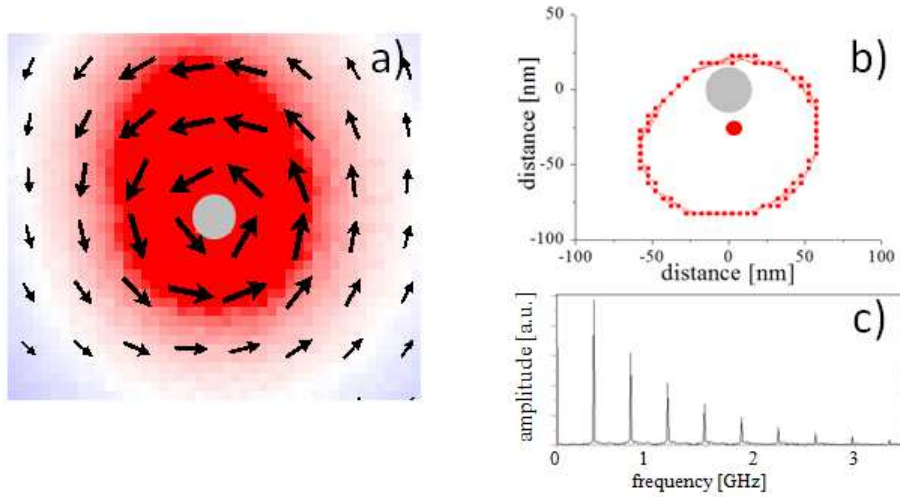 a)
b)
50
0
-50
-100
distance [nm]
-100
-50
0
50
100
distance [nm]
c)
amplitude [a.u.]
0
1
2
3
frequency [GHz]